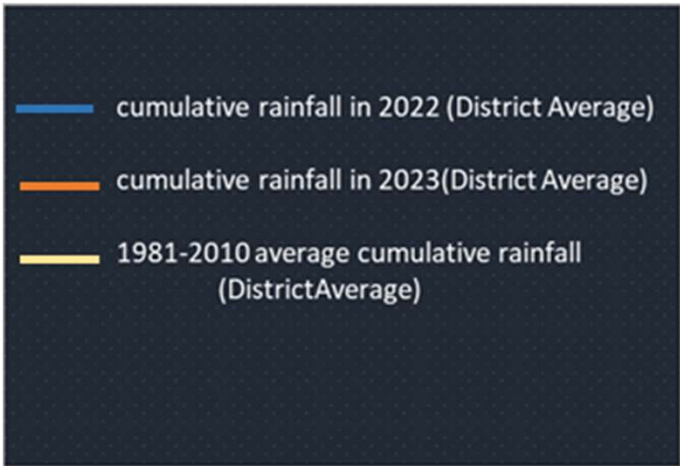 cumulative rainfall in 2022 (District Average)
cumulative rainfall in 2023(District Average)
1981-2010 average cumulative rainfall
(DistrictAverage)